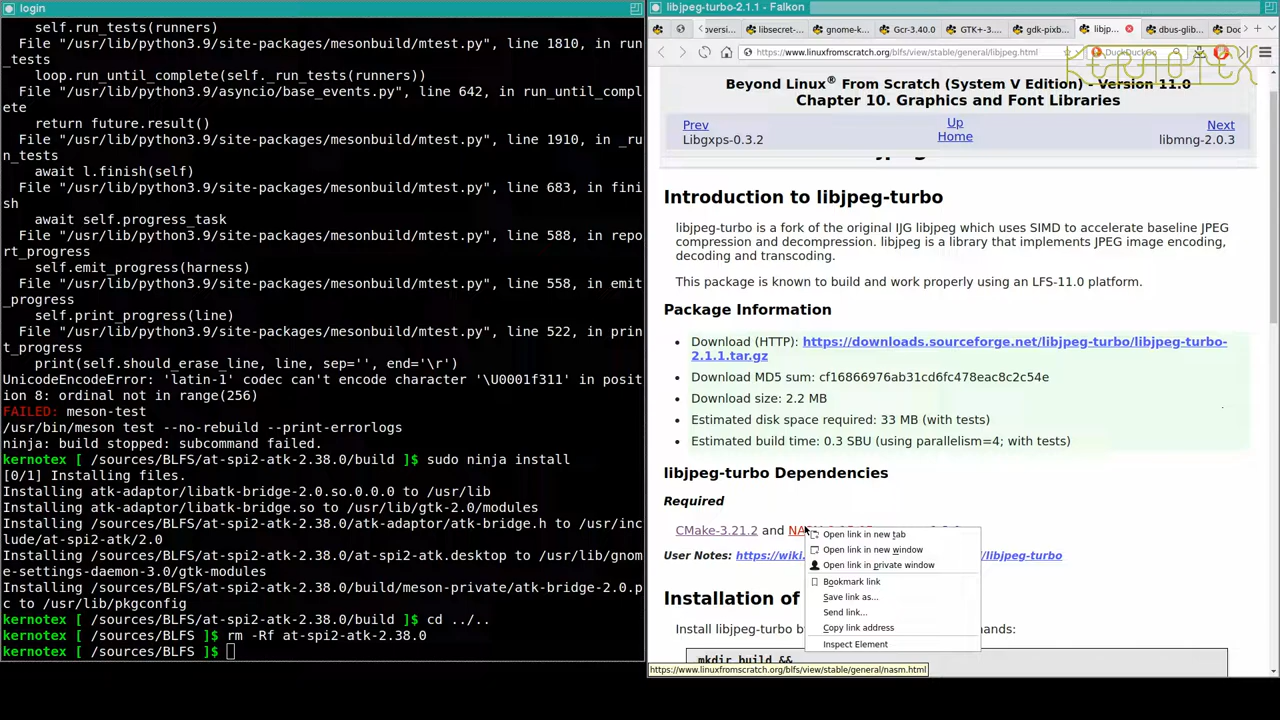 login
self.run_tests(runners)
File "/usr/lib/python3.9/site-packages/mesonbuild/mtest.py", line 1810, in run
_tests
loop.run_until_complete(self._run_tests(runners))
File "/usr/lib/python3.9/asyncio/base_events.py", line 642, in run_until_compl
ete
return future.result()
File "/usr/lib/python3.9/site-packages/mesonbuild/mtest.py", line 1910, in _ru
n_tests
await l.finish(self)
File "/usr/lib/python3.9/site-packages/mesonbuild/mtest.py", line 683, in fini
sh
await self.progress_task
File "/usr/lib/python3.9/site-packages/mesonbuild/mtest.py", line 588, in repo
rt_progress
self.emit_progress(harness)
File "/usr/lib/python3.9/site-packages/mesonbuild/mtest.py", line 558, in emit
_progress
self.print_progress(line)
File "/usr/lib/python3.9/site-packages/mesonbuild/mtest.py", line 522, in prin
t_progress
print(self.should_erase_line, line, sep='', end='\r')
UnicodeEncodeError: 'latin-1' codec can't encode character '\U0001f311' in posit
ion 8: ordinal not in range(256)
FAILED: meson-test
/usr/bin/meson test --no-rebuild --print-errorlogs
ninja: build stopped: subcommand failed.
kernotex [ /sources/BLFS/at-spi2-atk-2.38.0/build ]$ sudo ninja install
[0/1] Installing files.
Installing atk-adaptor/libatk-bridge-2.0.so.0.0.0 to /usr/lib
Installing atk-adaptor/libatk-bridge.so to /usr/lib/gtk-2.0/modules
Installing /sources/BLFS/at-spi2-atk-2.38.0/atk-adaptor/atk-bridge.h to /usr/inc
lude/at-spi2-atk/2.0
Installing /sources/BLFS/at-spi2-atk-2.38.0/atk-adaptor/at-spi2-atk.desktop to /usr/lib/gnom
e-settings-daemon-3.0/gtk-modules
Installing /sources/BLFS/at-spi2-atk-2.38.0/build/meson-private/atk-bridge-2.0.p
c to /usr/lib/pkgconfig
kernotex [ /sources/BLFS/at-spi2-atk-2.38.0/build ]$ cd ../..
kernotex [ /sources/BLFS ]$ rm -Rf at-spi2-atk-2.38.0
kernotex [ /sources/BLFS ]$
libjpeg-turbo-2.1.1 - Falkon
oversi... libsecret-... gnome-k... Gcr-3.40.0 GTK+-3.... gdk-pixb... libjp... dbus-glib... Doc
https://www.linuxfromscratch.org/blfs/view/stable/general/libjpeg.html DuckDuckGo
KERNOTEX
Beyond Linux® From Scratch (System V Edition) - Version 11.0
Chapter 10. Graphics and Font Libraries
Prev Up Next
Libgxps-0.3.2 Home libmng-2.0.3
Introduction to libjpeg-turbo
libjpeg-turbo is a fork of the original IJG libjpeg which uses SIMD to accelerate baseline JPEG
compression and decompression. libjpeg is a library that implements JPEG image encoding,
decoding and transcoding.
This package is known to build and work properly using an LFS-11.0 platform.
Package Information
• Download (HTTP): https://downloads.sourceforge.net/libjpeg-turbo/libjpeg-turbo-
2.1.1.tar.gz
• Download MD5 sum: cf16866976ab31cd6fc478eac8c2c54e
• Download size: 2.2 MB
• Estimated disk space required: 33 MB (with tests)
• Estimated build time: 0.3 SBU (using parallelism=4; with tests)
libjpeg-turbo Dependencies
Required
CMake-3.21.2 and
User Notes: https://wiki. /libjpeg-turbo
Open link in new tab
Open link in new window
Open link in private window
Bookmark link
Save link as...
Send link...
Copy link address
Inspect Element
Installation of
Install libjpeg-turbo b mands:
mkdir build &&
https://www.linuxfromscratch.org/blfs/view/stable/general/nasm.html